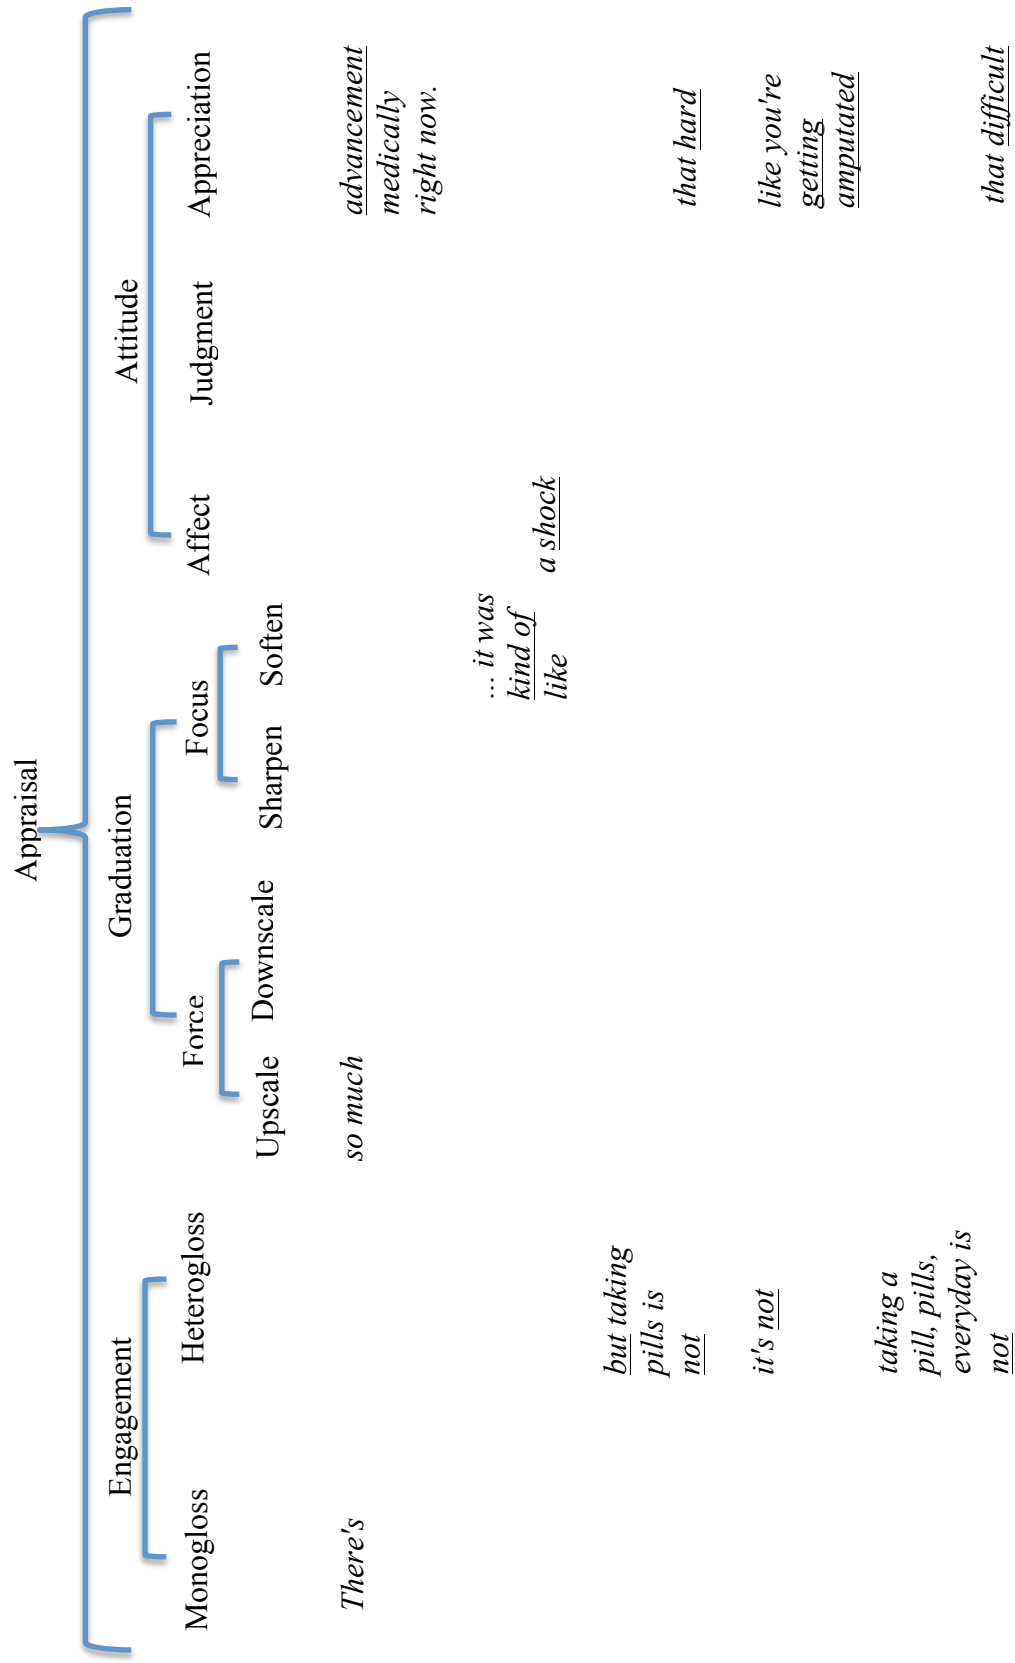 Appraisal
Engagement
Graduation
Attitude
Monogloss
Heterogloss
Force
Focus
Affect
Judgment
Appreciation
Upscale
Downscale
Sharpen
Soften
There's
so much
advancement
medically
right now.
... it was
kind of
like
a shock
but taking
pills is
not
that hard
it's not
like you're
getting
amputated
taking a
pill, pills,
everyday is
not
that difficult